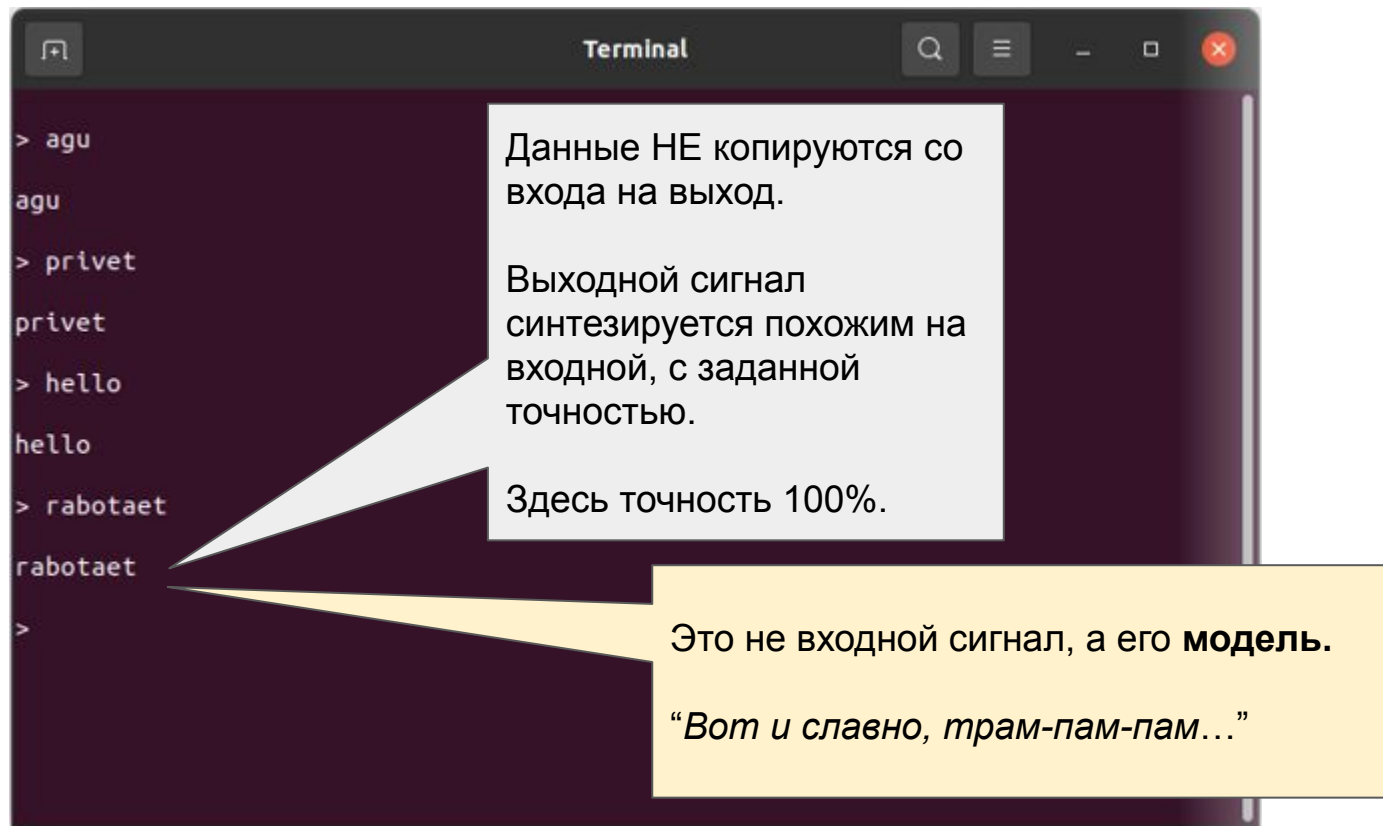 Terminal
> agu
agu
> privet
privet
> hello
hello
> rabotaet
rabotaet
>
Данные НЕ копируются со
входа на выход.
Выходной сигнал
синтезируется похожим на
входной, с заданной
точностью.
Здесь точность 100%.
Это не входной сигнал, а его модель.
“Вот и славно, трам-пам-пам…”